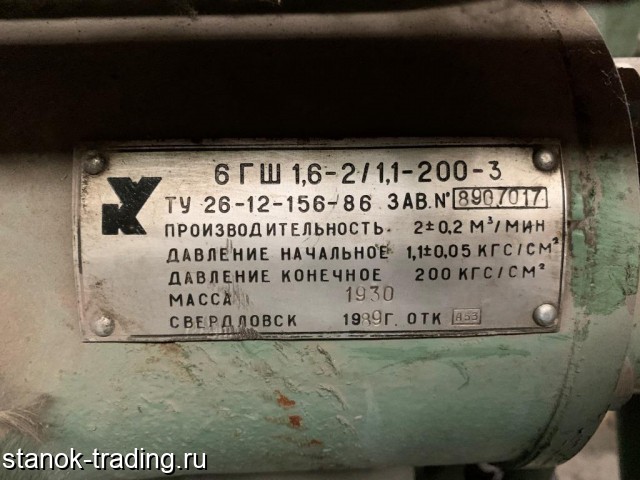 6 ГШ 1,6-2/1,1-200-3
ТУ 26-12-156-86 ЗАВ.№ 8907017
ПРОИЗВОДИТЕЛЬНОСТЬ 2±0,2 М³/МИН
ДАВЛЕНИЕ НАЧАЛЬНОЕ 1,1±0,05 КГС/СМ²
ДАВЛЕНИЕ КОНЕЧНОЕ 200 КГС/СМ²
МАССА 1930
СВЕРДЛОВСК 1989г. ОТК
stanok-trading.ru